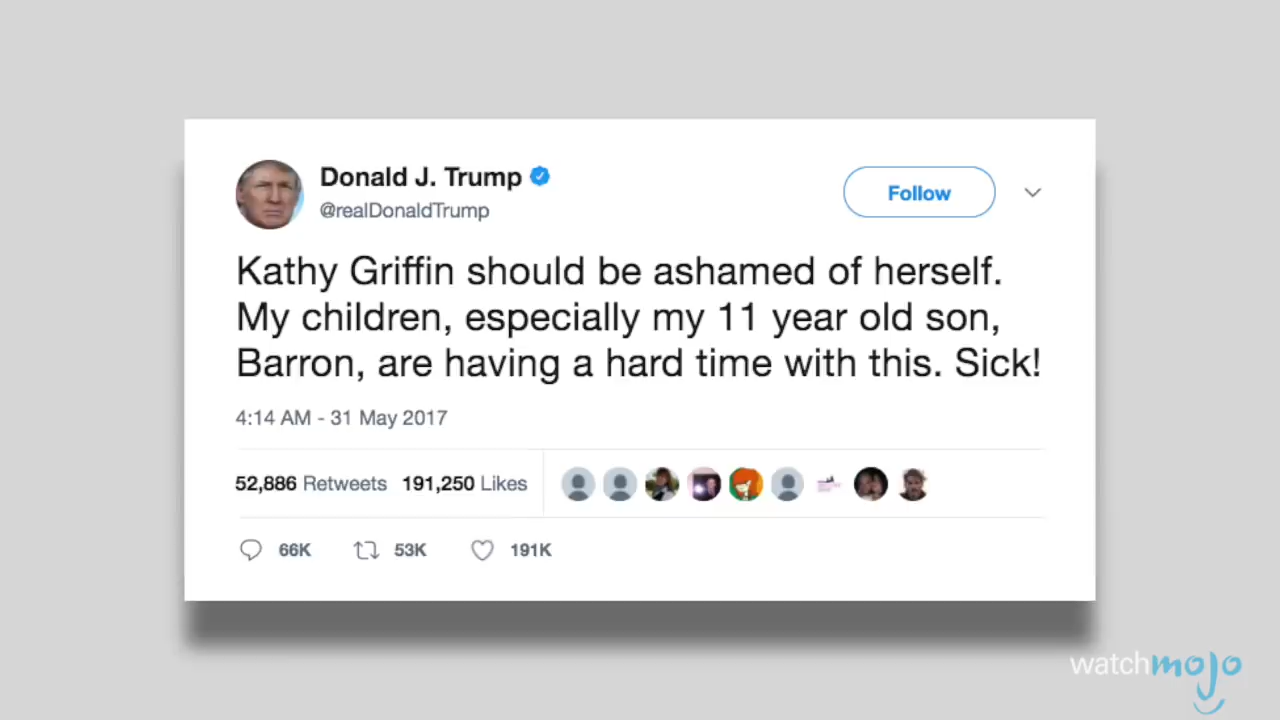 Donald J. Trump
@realDonaldTrump
Follow
Kathy Griffin should be ashamed of herself.
My children, especially my 11 year old son,
Barron, are having a hard time with this. Sick!
4:14 AM - 31 May 2017
52,886 Retweets 191,250 Likes
66K 53K 191K
watchmojo